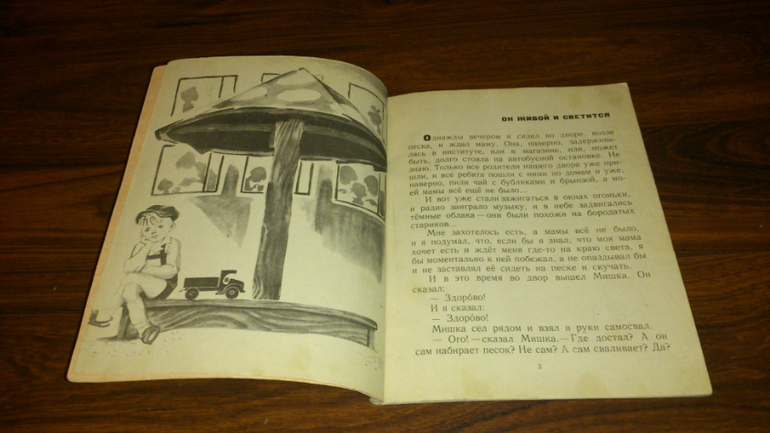 ОН ЖИВОЙ И СВЕТИТСЯ
Однажды вечером я сидел во дворе, возле
песка, и ждал маму. Она, наверно, задержива-
лась в институте, или в магазине, или, может
быть, долго стояла на автобусной остановке. Не
знаю. Только все родители нашего двора уже при-
шли, и все ребята пошли с ними по домам и уже,
наверно, пили чай с бубликами и брынзой, а мо-
ей мамы всё ещё не было...
И вот уже стали зажигаться в окнах огоньки,
и радио заиграло музыку, и в небе задвигались
тёмные облака — они были похожи на бородатых
стариков...
Мне захотелось есть, а мамы всё не было,
и я подумал, что, если бы я знал, что моя мама
хочет есть и ждёт меня где-то на краю света, я
бы моментально к ней побежал, а не опаздывал бы
и не заставлял её сидеть на песке и скучать.
И в это время во двор вышел Мишка. Он
сказал:
— Здоро́во!
И я сказал:
— Здоро́во!
Мишка сел рядом и взял в руки самосвал.
— Ого! — сказал Мишка. — Где достал? А он
сам набирает песок? Не сам? А сам сваливает? Да?
3